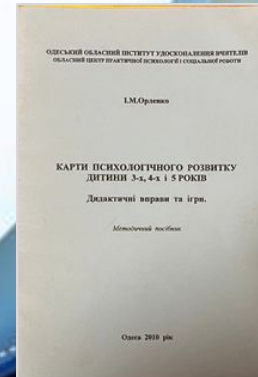 ОДЕСЬКИЙ ОБЛАСНИЙ ІНСТИТУТ УДОСКОНАЛЕННЯ ВЧИТЕЛІВ
ОБЛАСНИЙ ЦЕНТР ПРАКТИЧНОЇ ПСИХОЛОГІЇ І СОЦІАЛЬНОЇ РОБОТИ
І.М.Орленко
КАРТИ ПСИХОЛОГІЧНОГО РОЗВИТКУ
ДИТИНИ 3-х, 4-х і 5 РОКІВ
Дидактичні вправи та ігри.
Методичний посібник
Одеса 2010 рік